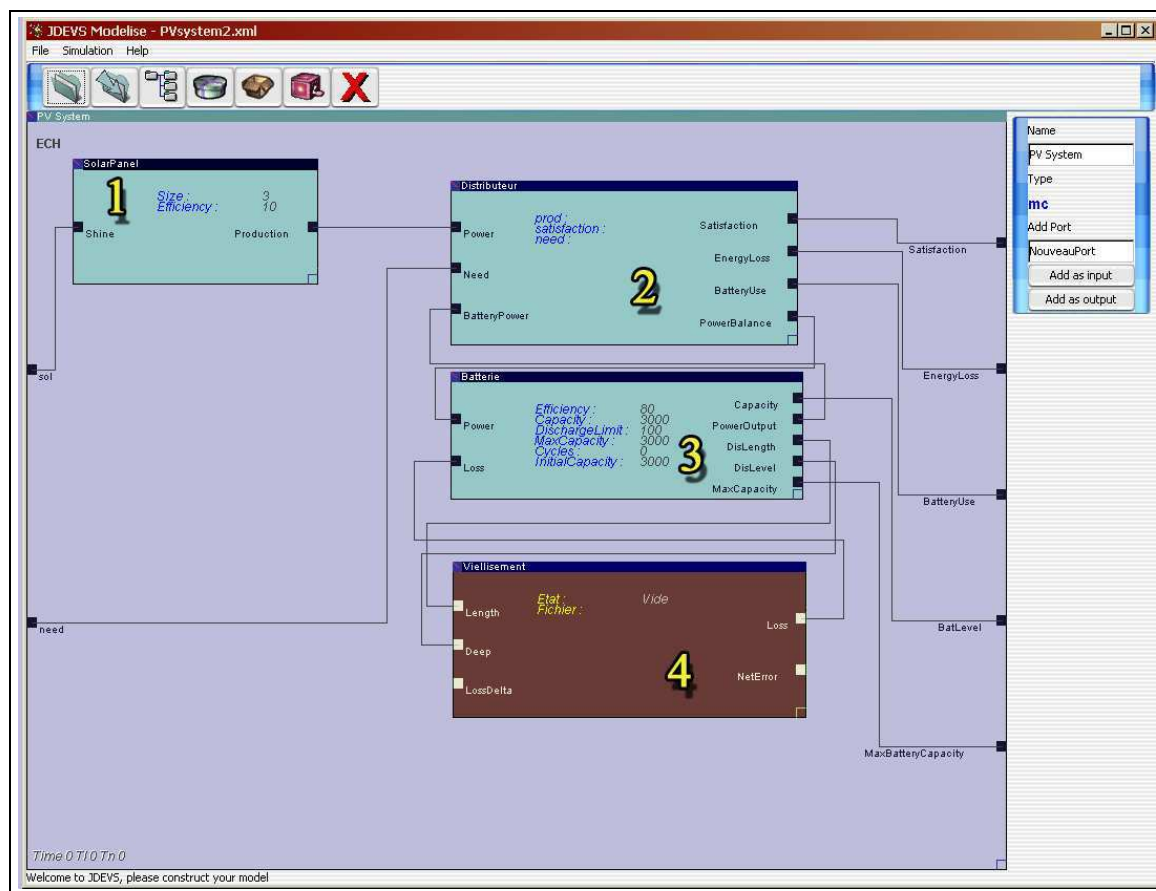 JDEVS Modelise - PVsystem2.xml
File Simulation Help
PV System
ECH
SolarPanel
1
Size : 3
Efficiency : 10
Shine
Production
Distributeur
prod :
satisfaction :
need :
Power
Need
BatteryPower
Satisfaction
EnergyLoss
BatteryUse
PowerBalance
2
Batterie
Efficiency : 80
Capacity : 3000
DischargeLimit : 100
MaxCapacity : 3000
Cycles : 0
InitialCapacity : 3000
Power
Loss
Capacity
PowerOutput
DisLength
DisLevel
MaxCapacity
3
Viellisement
Etat : Vide
Fichier :
Length
Deep
LossDelta
Loss
NetError
4
sol
need
Satisfaction
EnergyLoss
BatteryUse
BatLevel
MaxBatteryCapacity
Name
PV System
Type
mc
Add Port
NouveauPort
Add as input
Add as output
Time 0 Tl 0 Tn 0
Welcome to JDEVS, please construct your model